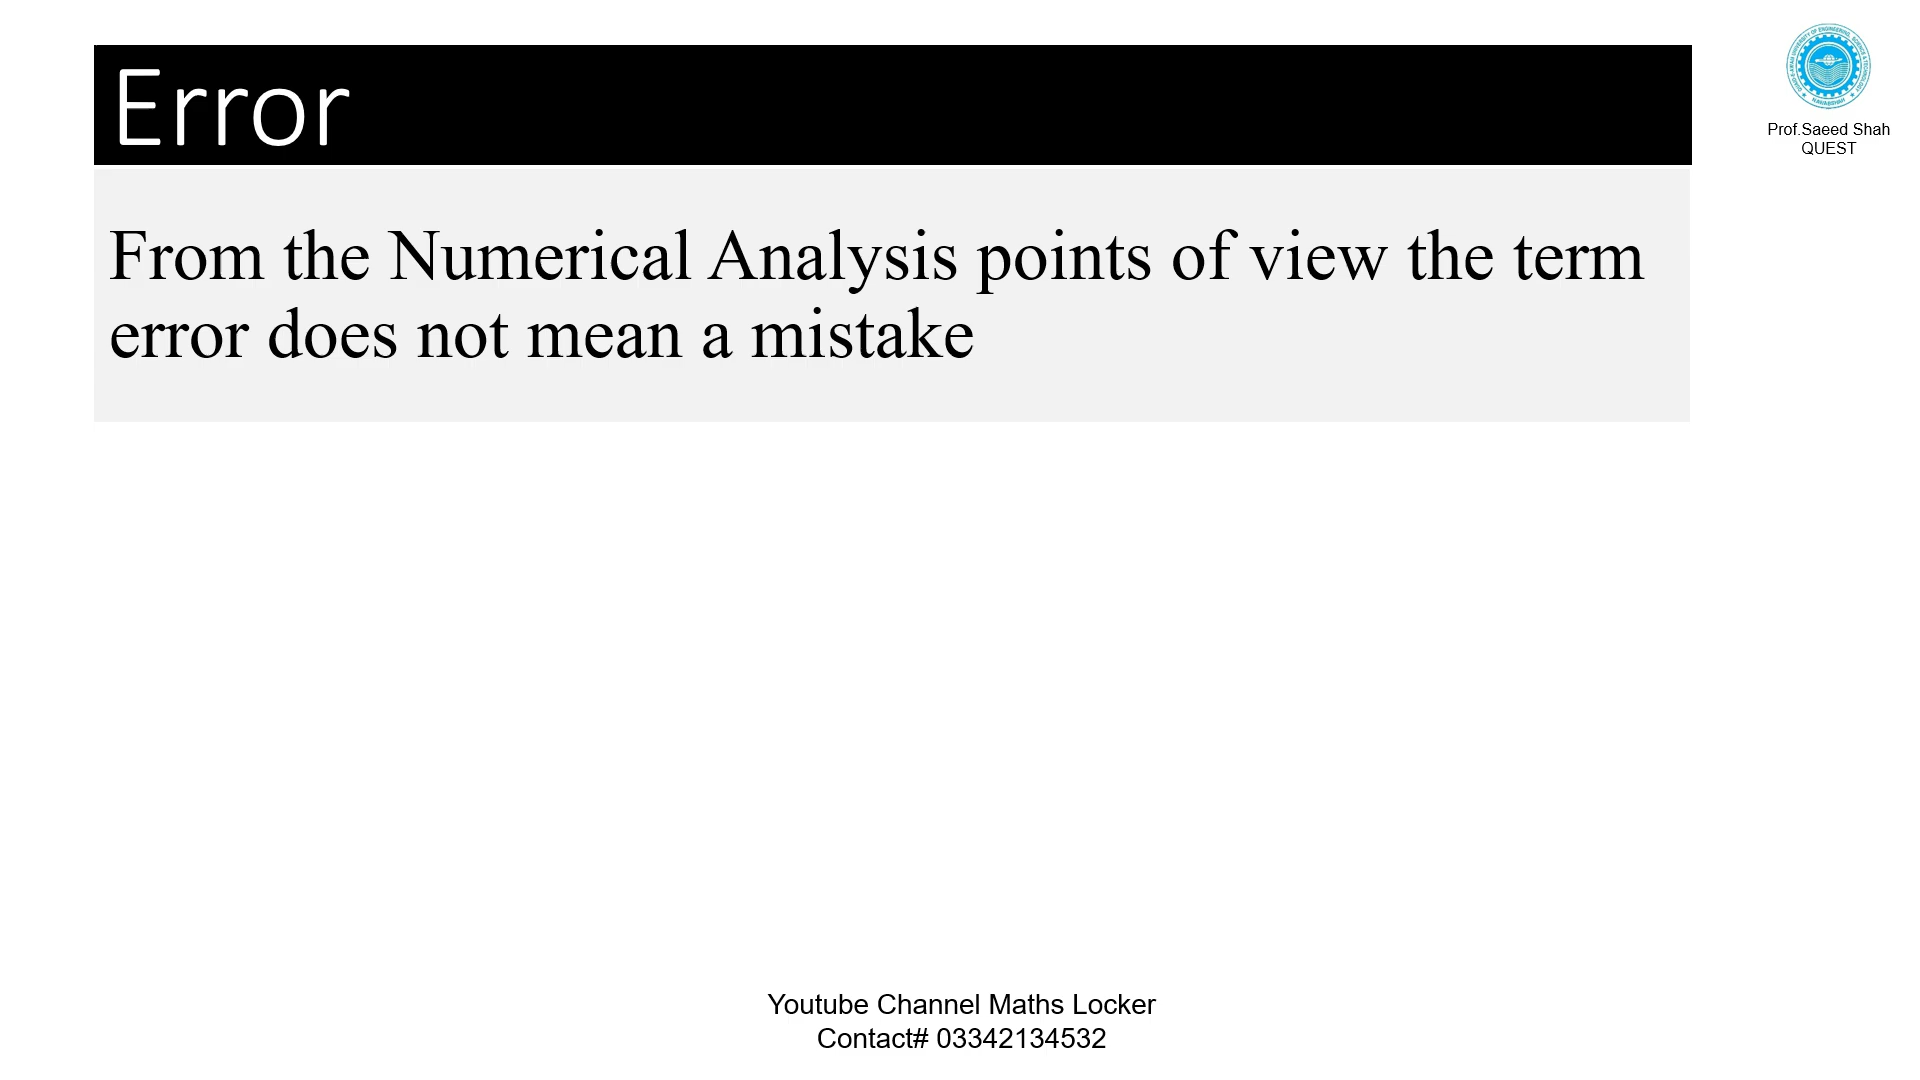 Error
Prof.Saeed Shah
QUEST
From the Numerical Analysis points of view the term
error does not mean a mistake
Youtube Channel Maths Locker
Contact# 03342134532